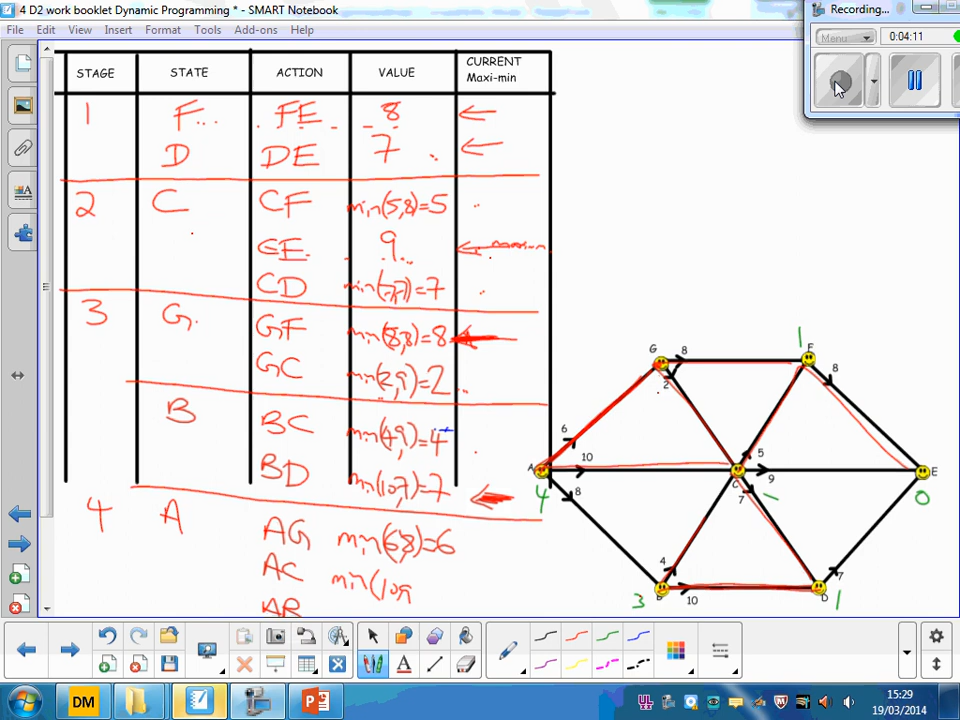 4 D2 work booklet Dynamic Programming * - SMART Notebook
Recording...
File Edit View Insert Format Tools Add-ons Help
Menu
0:04:11
STAGE STATE ACTION VALUE CURRENT Maxi-min
1 F... FE 8
D DE 7
2 C CF min(5,8)=5
CE 9
CD min(7,7)=7
3 G GF min(8,8)=8
GC min(2,9)=2
B BC min(4,9)=4
BD min(10,7)=7
4 A AG min(6,8)=6
AC min(10,9
AB
1
G 8 F
2 8
6
A 10 5 9 E
4 8 C 7 0
4 7
3 B 10 D 1
A
DM
15:29
19/03/2014